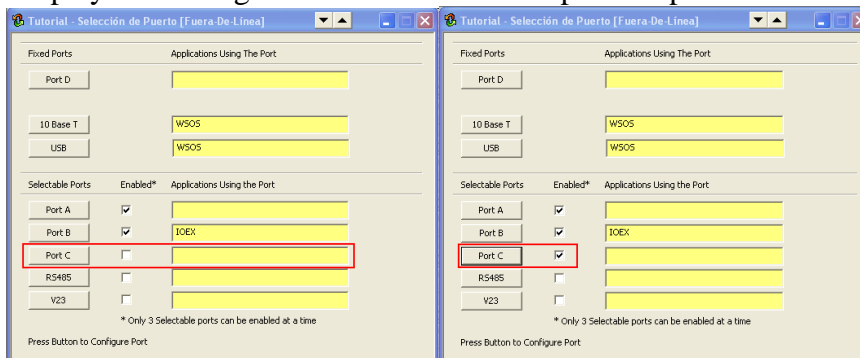 Tutorial - Selección de Puerto [Fuera-De-Línea]
Fixed Ports Applications Using The Port
Port D
10 Base T WSOS
USB WSOS
Selectable Ports Enabled* Applications Using the Port
Port A
Port B IOEX
Port C
RS485
V23
* Only 3 Selectable ports can be enabled at a time
Press Button to Configure Port
Tutorial - Selección de Puerto [Fuera-De-Línea]
Fixed Ports Applications Using The Port
Port D
10 Base T WSOS
USB WSOS
Selectable Ports Enabled* Applications Using the Port
Port A
Port B IOEX
Port C
RS485
V23
* Only 3 Selectable ports can be enabled at a time
Press Button to Configure Port